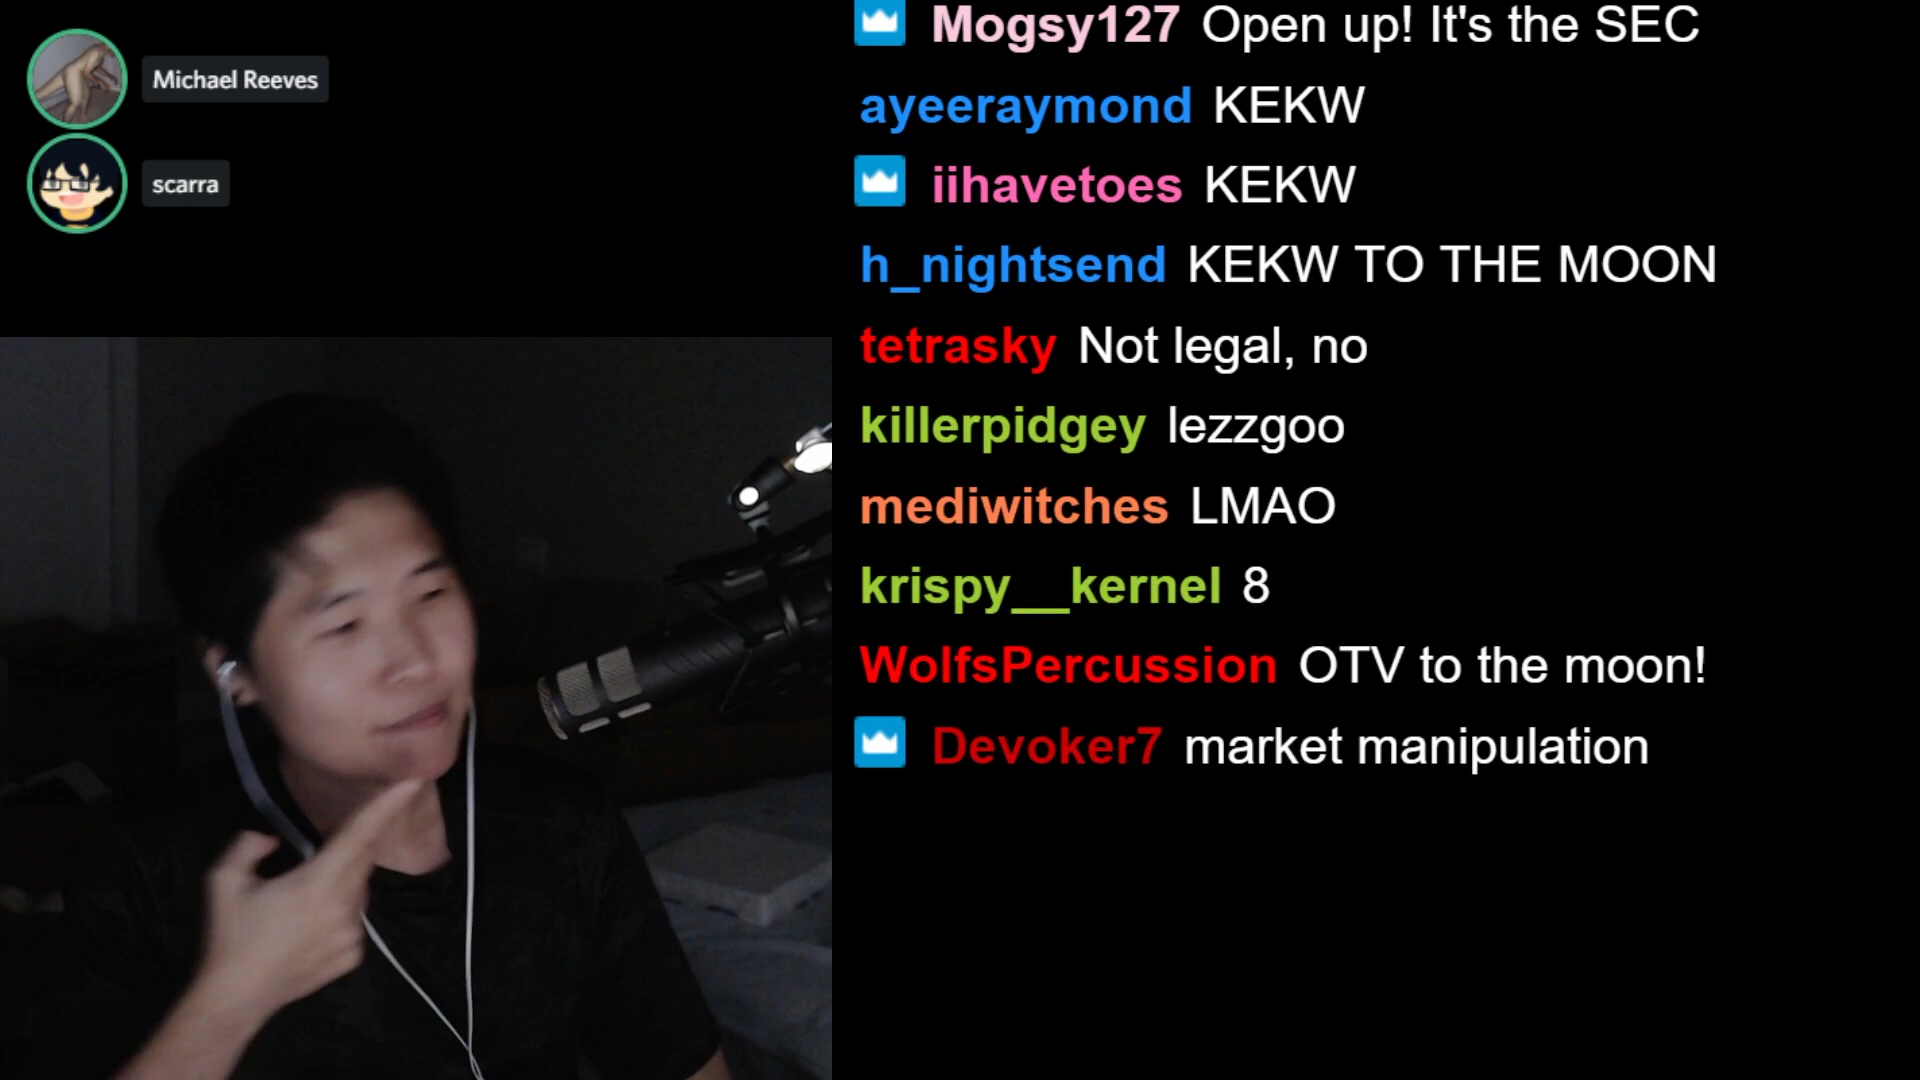 Michael Reeves
scarra
Mogsy127 Open up! It's the SEC
ayeeraymond KEKW
iihavetoes KEKW
h_nightsend KEKW TO THE MOON
tetrasky Not legal, no
killerpidgey lezzgoo
mediwitches LMAO
krispy__kernel 8
WolfsPercussion OTV to the moon!
Devoker7 market manipulation